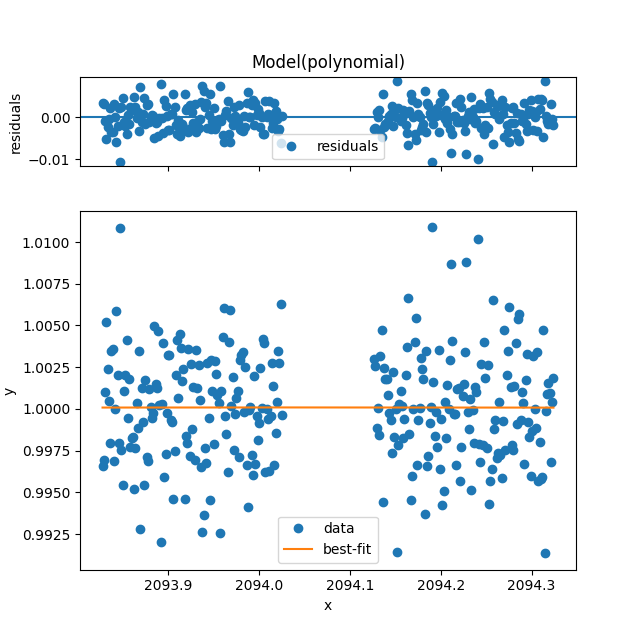 Model(polynomial)
residuals
0.00
−0.01
residuals
y
1.0100
1.0075
1.0050
1.0025
1.0000
0.9975
0.9950
0.9925
data
best-fit
2093.9 2094.0 2094.1 2094.2 2094.3
x